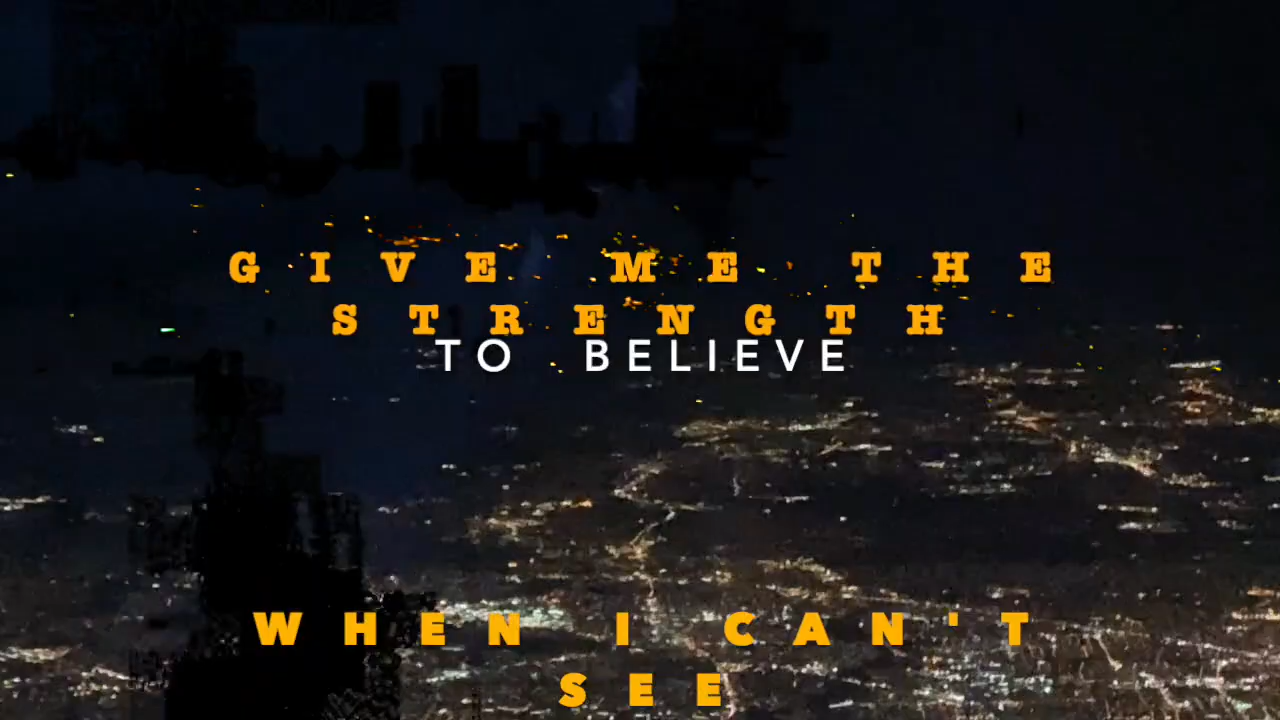 GIVE ME THE
STRENGTH
TO BELIEVE
WHEN I CAN'T
SEE